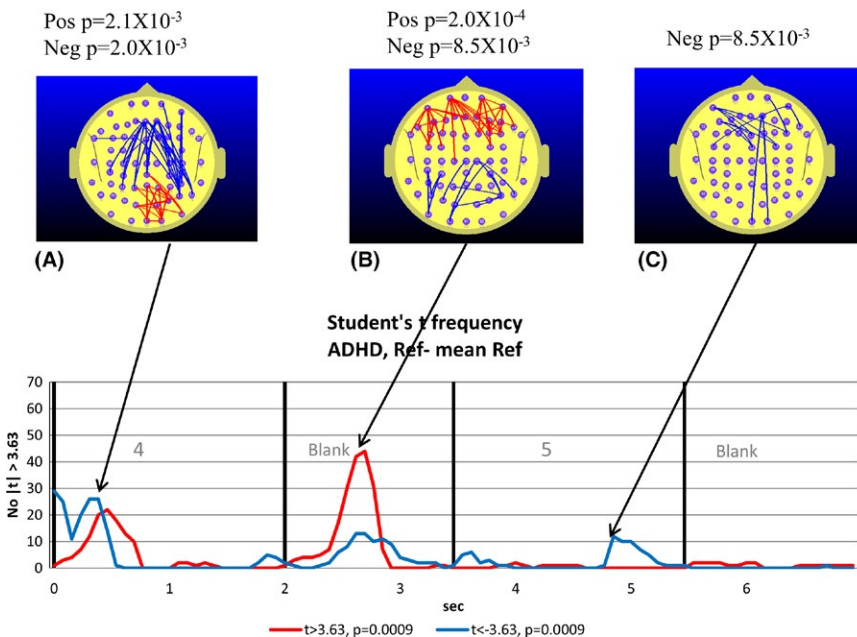 Pos p=2.1X10-3
Neg p=2.0X10-3
Pos p=2.0X10-4
Neg p=8.5X10-3
Neg p=8.5X10-3
(A)
(B)
(C)
Student's t frequency
ADHD, Ref- mean Ref
No |t| > 3.63
70
60
50
40
30
20
10
0
4
Blank
5
Blank
0 1 2 3 4 5 6
sec
t>3.63, p=0.0009 t<-3.63, p=0.0009